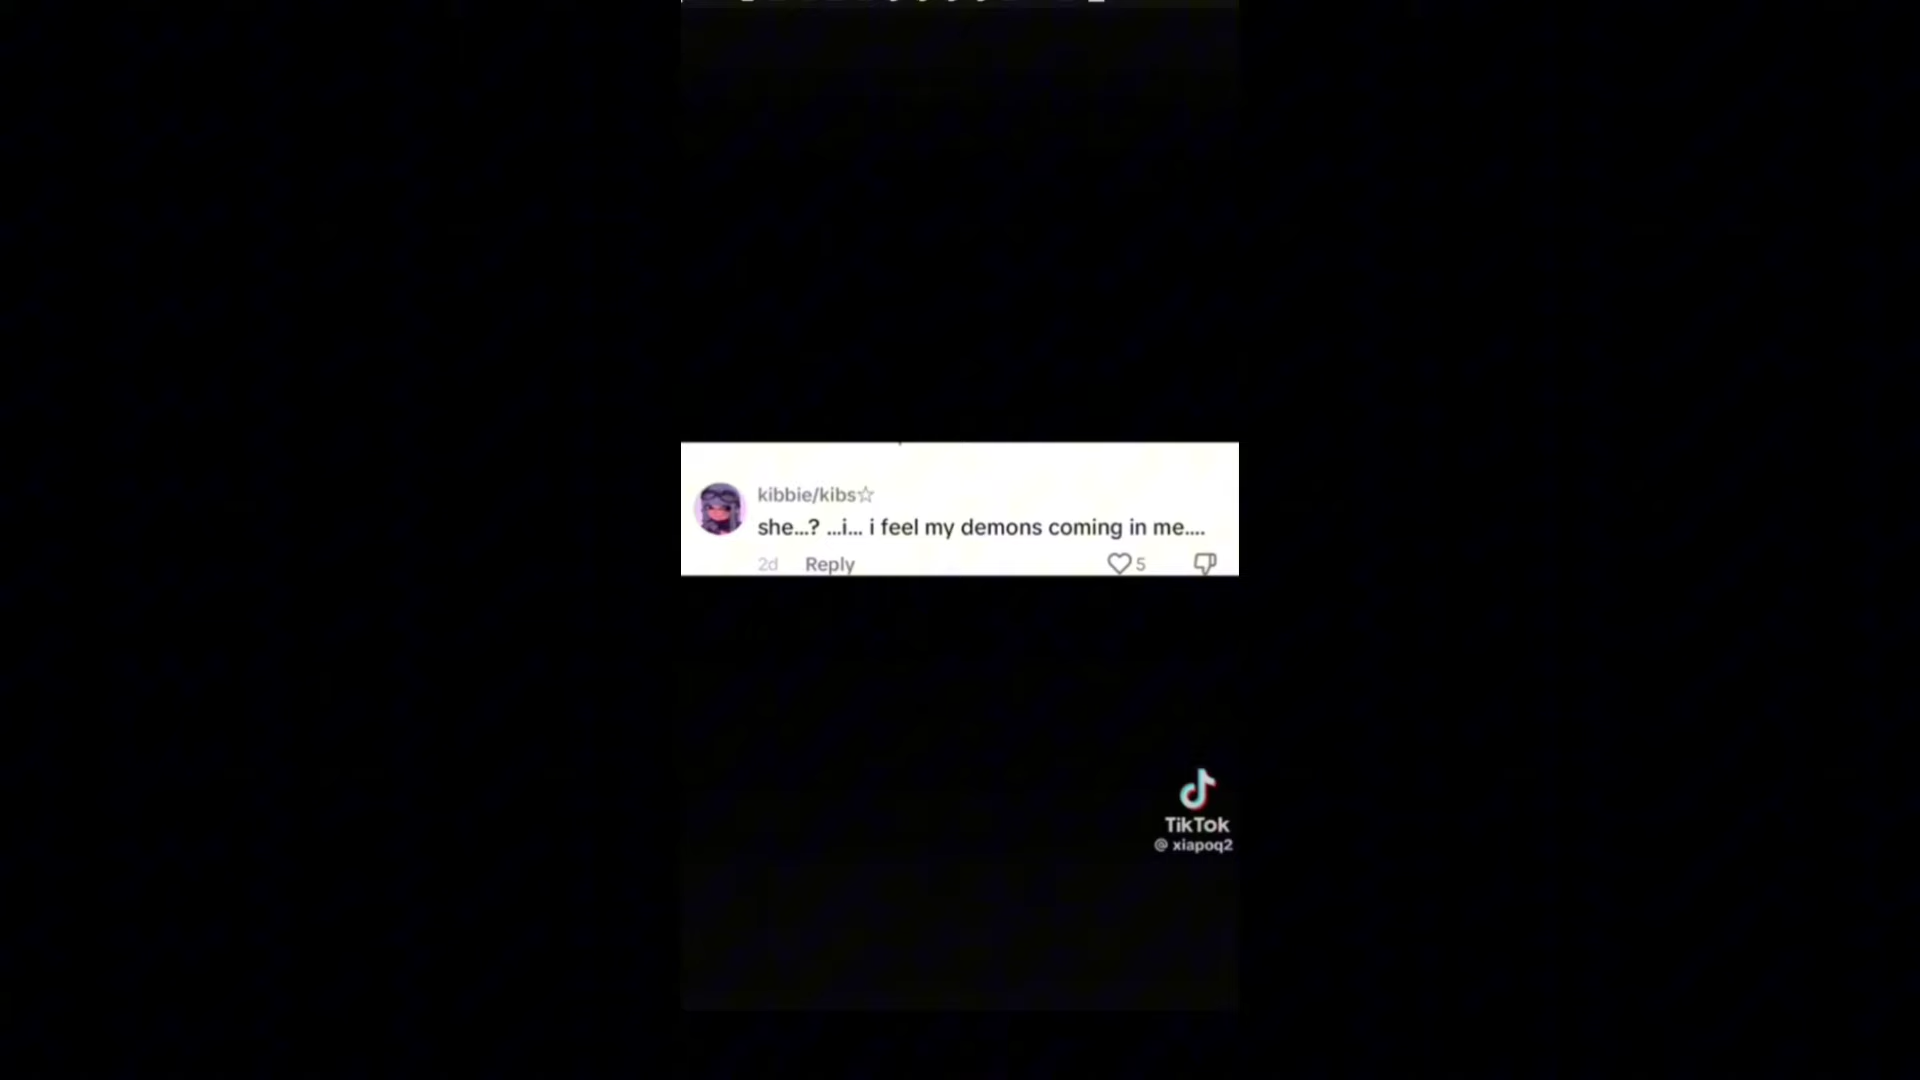 kibbie/kibs☆
she...? ...i... i feel my demons coming in me....
2d Reply 5
TikTok
@ xiapoq2